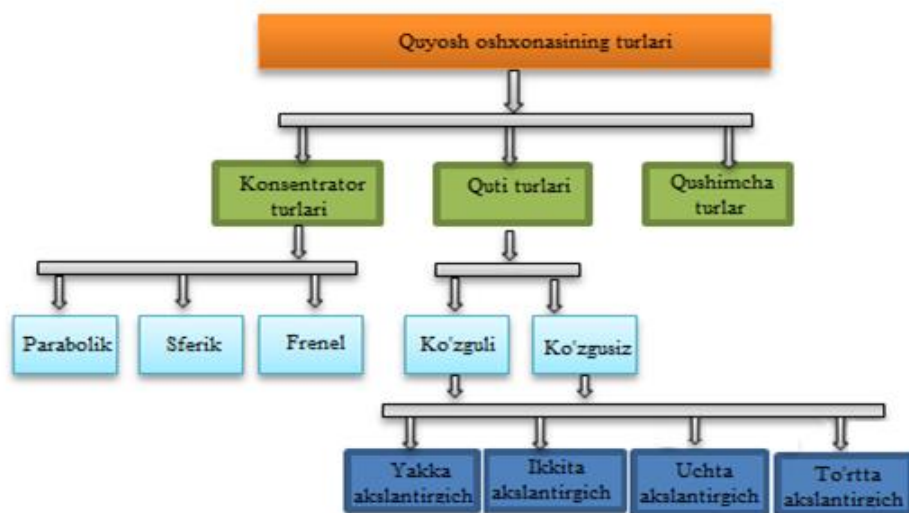 Quyosh oshxonasining turlari
Konsentrator
turlari
Quti turlari
Qushimcha
turlar
Parabolik
Sferik
Frenel
Ko'zguli
Ko'zgusiz
Yakka
akslantirgich
Ikkita
akslantirgich
Uchta
akslantirgich
To'rtta
akslantirgich